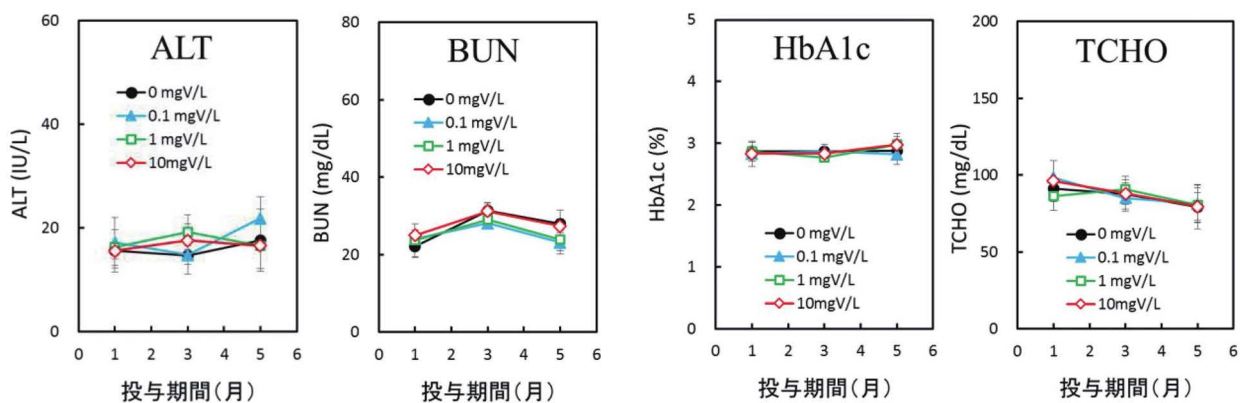 ALT
0 mgV/L
0.1 mgV/L
1 mgV/L
10mgV/L
ALT (IU/L)
60
40
20
0
0 1 2 3 4 5 6
投与期間(月)
BUN
0 mgV/L
0.1 mgV/L
1 mgV/L
10mgV/L
BUN (mg/dL)
80
60
40
20
0
0 1 2 3 4 5 6
投与期間(月)
HbA1c
HbA1c (%)
5
4
3
2
1
0
0 mgV/L
0.1 mgV/L
1 mgV/L
10mgV/L
0 1 2 3 4 5 6
投与期間(月)
TCHO
TCHO (mg/dL)
200
150
100
50
0
0 mgV/L
0.1 mgV/L
1 mgV/L
10mgV/L
0 1 2 3 4 5 6
投与期間(月)